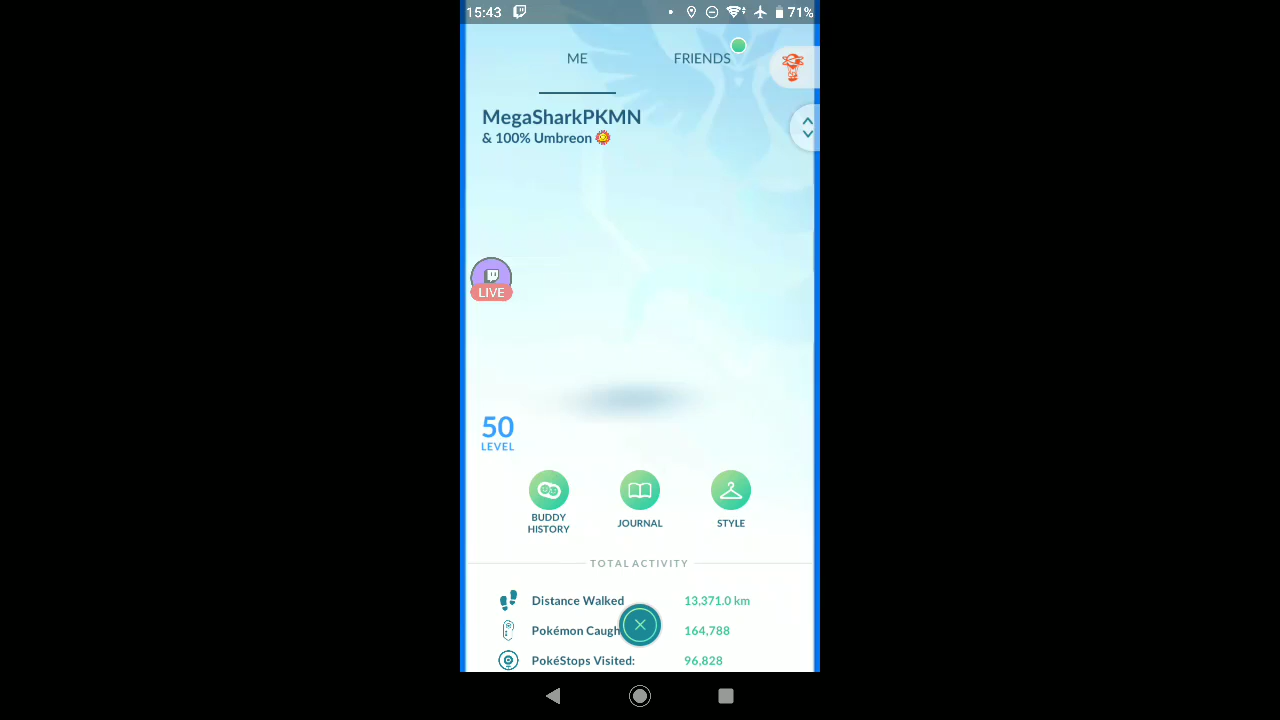 15:43
71%
ME
FRIENDS
MegaSharkPKMN
& 100% Umbreon
LIVE
50
LEVEL
BUDDY
HISTORY
JOURNAL
STYLE
TOTAL ACTIVITY
Distance Walked
13,371.0 km
Pokémon Caugh
164,788
PokéStops Visited:
96,828